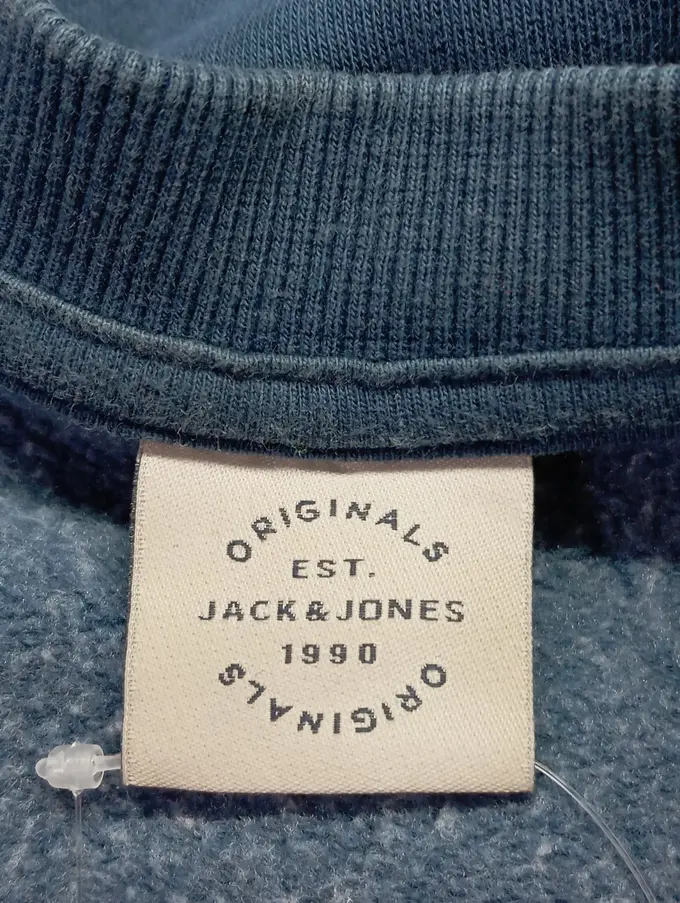 ORIGINALS
EST.
JACK&JONES
1990
ORIGINALS